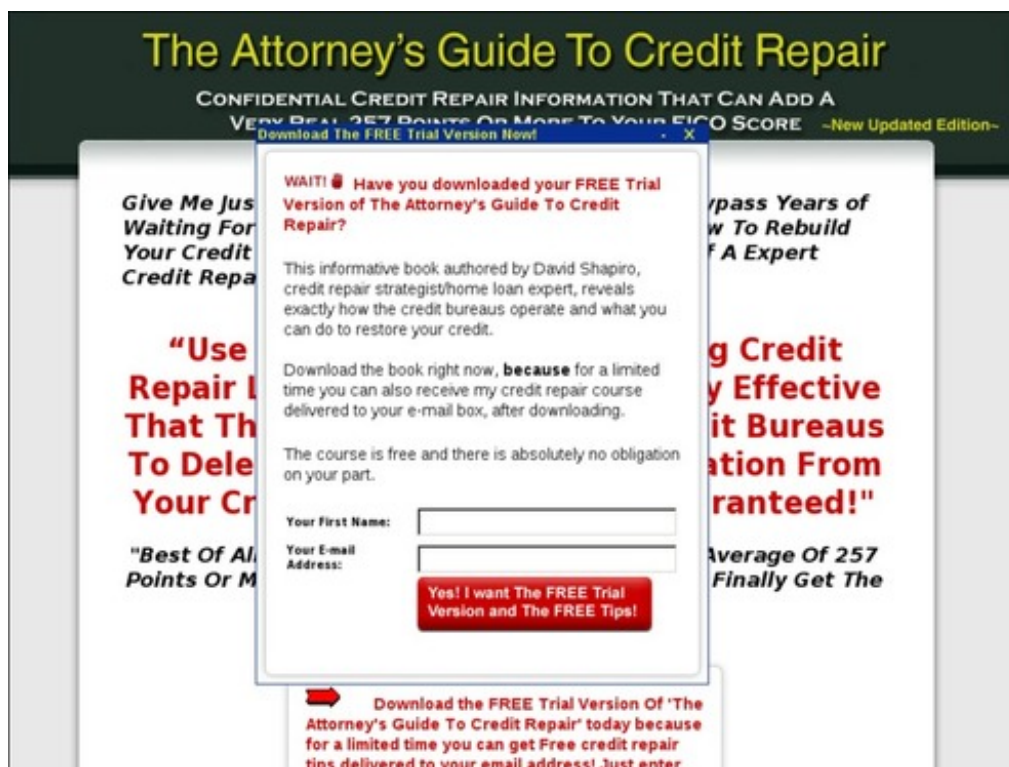 The Attorney's Guide To Credit Repair
CONFIDENTIAL CREDIT REPAIR INFORMATION THAT CAN ADD A
VERY REAL 257 POINTS OR MORE TO YOUR FICO SCORE ~New Updated Edition~
Download The FREE Trial Version Now! - X
WAIT! Have you downloaded your FREE Trial
Version of The Attorney's Guide To Credit
Repair?
This informative book authored by David Shapiro,
credit repair strategist/home loan expert, reveals
exactly how the credit bureaus operate and what you
can do to restore your credit.
Download the book right now, because for a limited
time you can also receive my credit repair course
delivered to your e-mail box, after downloading.
The course is free and there is absolutely no obligation
on your part.
Your First Name:
Your E-mail
Address:
Yes! I want The FREE Trial
Version and The FREE Tips!
Give Me Jus ypass Years of
Waiting For w To Rebuild
Your Credit f A Expert
Credit Repa
“Use g Credit
Repair L y Effective
That Th it Bureaus
To Dele ation From
Your Cr ranteed!"
"Best Of Al Average Of 257
Points Or M Finally Get The
Download the FREE Trial Version Of 'The
Attorney's Guide To Credit Repair' today because
for a limited time you can get Free credit repair
tips delivered to your email address! Just enter